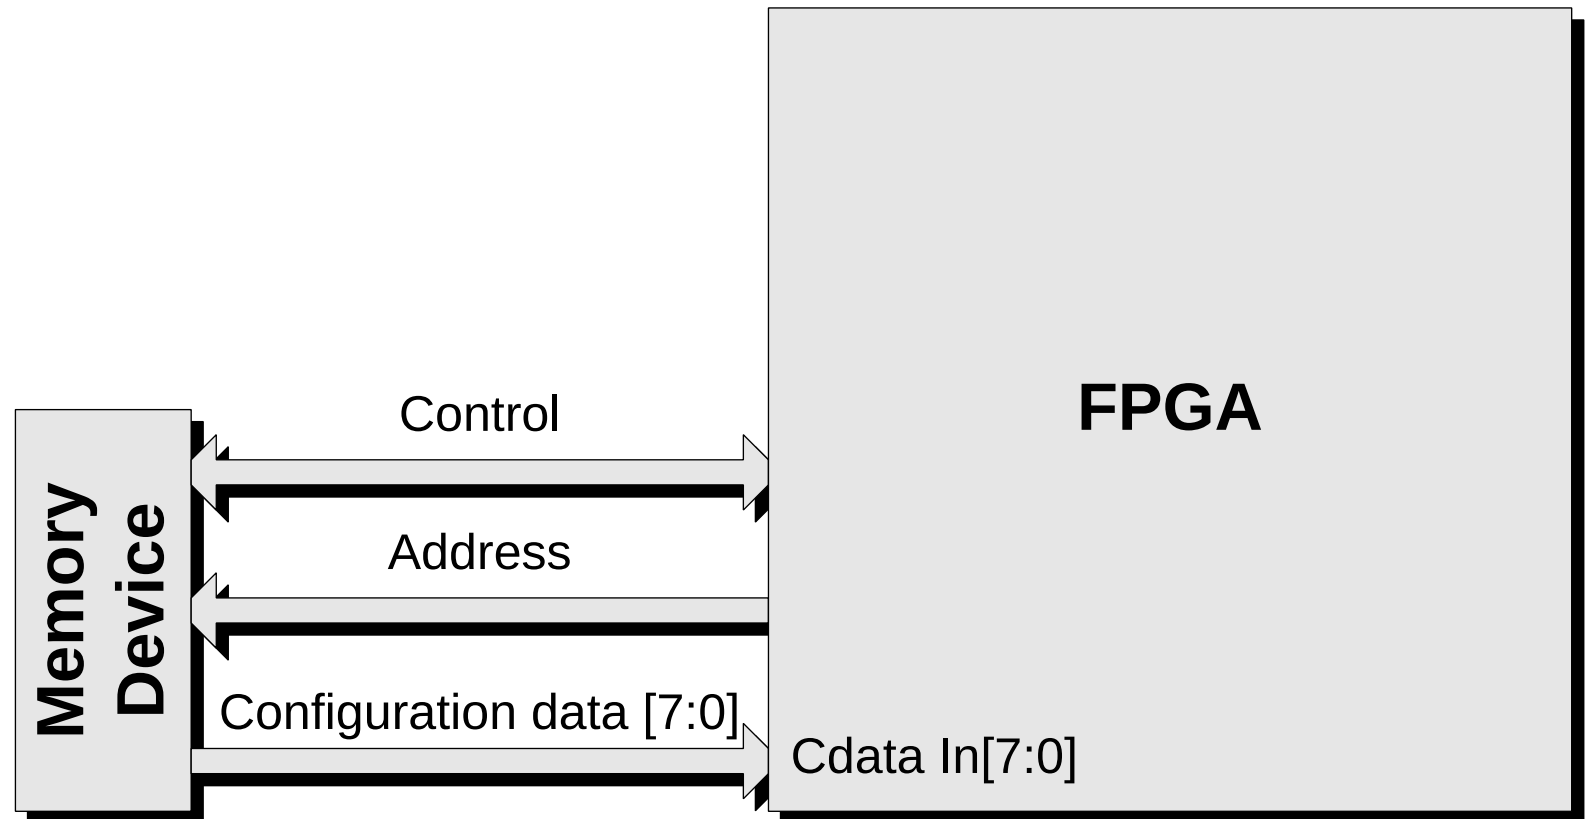 FPGA
Control
Memory
Device
Address
Configuration data [7:0]
Cdata In[7:0]